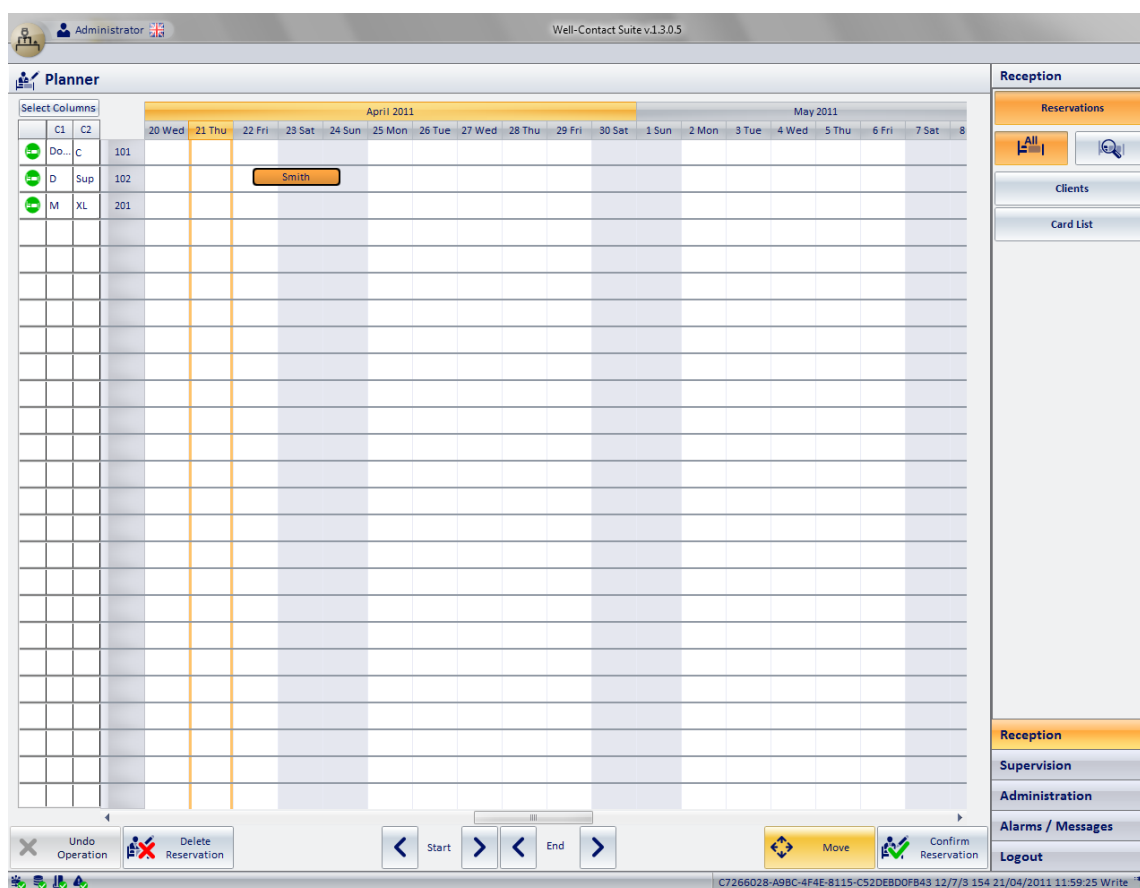 Administrator
Well-Contact Suite v.1.3.0.5
Planner
Reception
Select Columns
April 2011
May 2011
Reservations
C1 C2
20 Wed 21 Thu 22 Fri 23 Sat 24 Sun 25 Mon 26 Tue 27 Wed 28 Thu 29 Fri 30 Sat 1 Sun 2 Mon 3 Tue 4 Wed 5 Thu 6 Fri 7 Sat 8
All
Do... C 101
D Sup 102 Smith
M XL 201
Clients
Card List
Reception
Supervision
Administration
Alarms / Messages
Logout
Undo
Operation
Delete
Reservation
Start
End
Move
Confirm
Reservation
C7266028-A9BC-4F4E-8115-C52DEBD0FB43 12/7/3 154 21/04/2011 11:59:25 Write